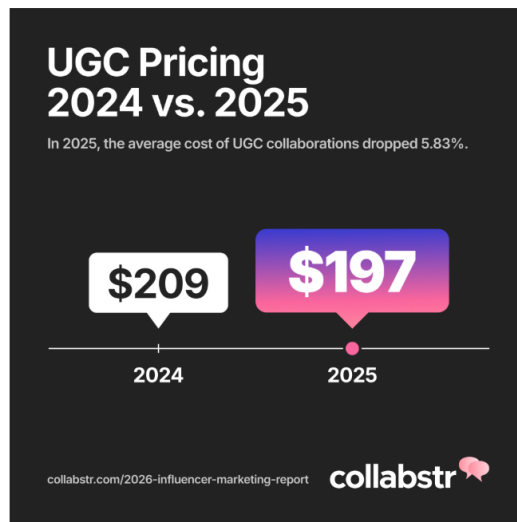 UGC Pricing
2024 vs. 2025
In 2025, the average cost of UGC collaborations dropped 5.83%.
$209
$197
2024
2025
collabstr.com/2026-influencer-marketing-report
collabstr